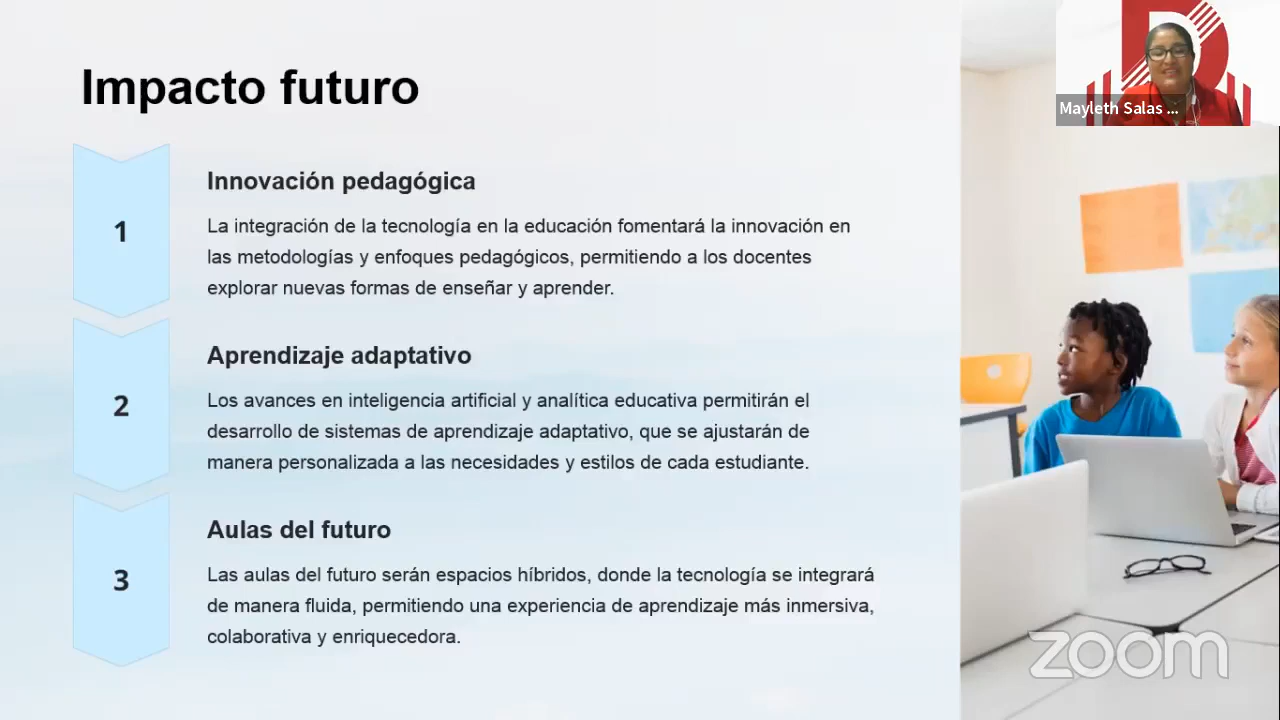 Impacto futuro
1
Innovación pedagógica
La integración de la tecnología en la educación fomentará la innovación en
las metodologías y enfoques pedagógicos, permitiendo a los docentes
explorar nuevas formas de enseñar y aprender.
2
Aprendizaje adaptativo
Los avances en inteligencia artificial y analítica educativa permitirán el
desarrollo de sistemas de aprendizaje adaptativo, que se ajustarán de
manera personalizada a las necesidades y estilos de cada estudiante.
3
Aulas del futuro
Las aulas del futuro serán espacios híbridos, donde la tecnología se integrará
de manera fluida, permitiendo una experiencia de aprendizaje más inmersiva,
colaborativa y enriquecedora.
Mayleth Salas ...
zoom